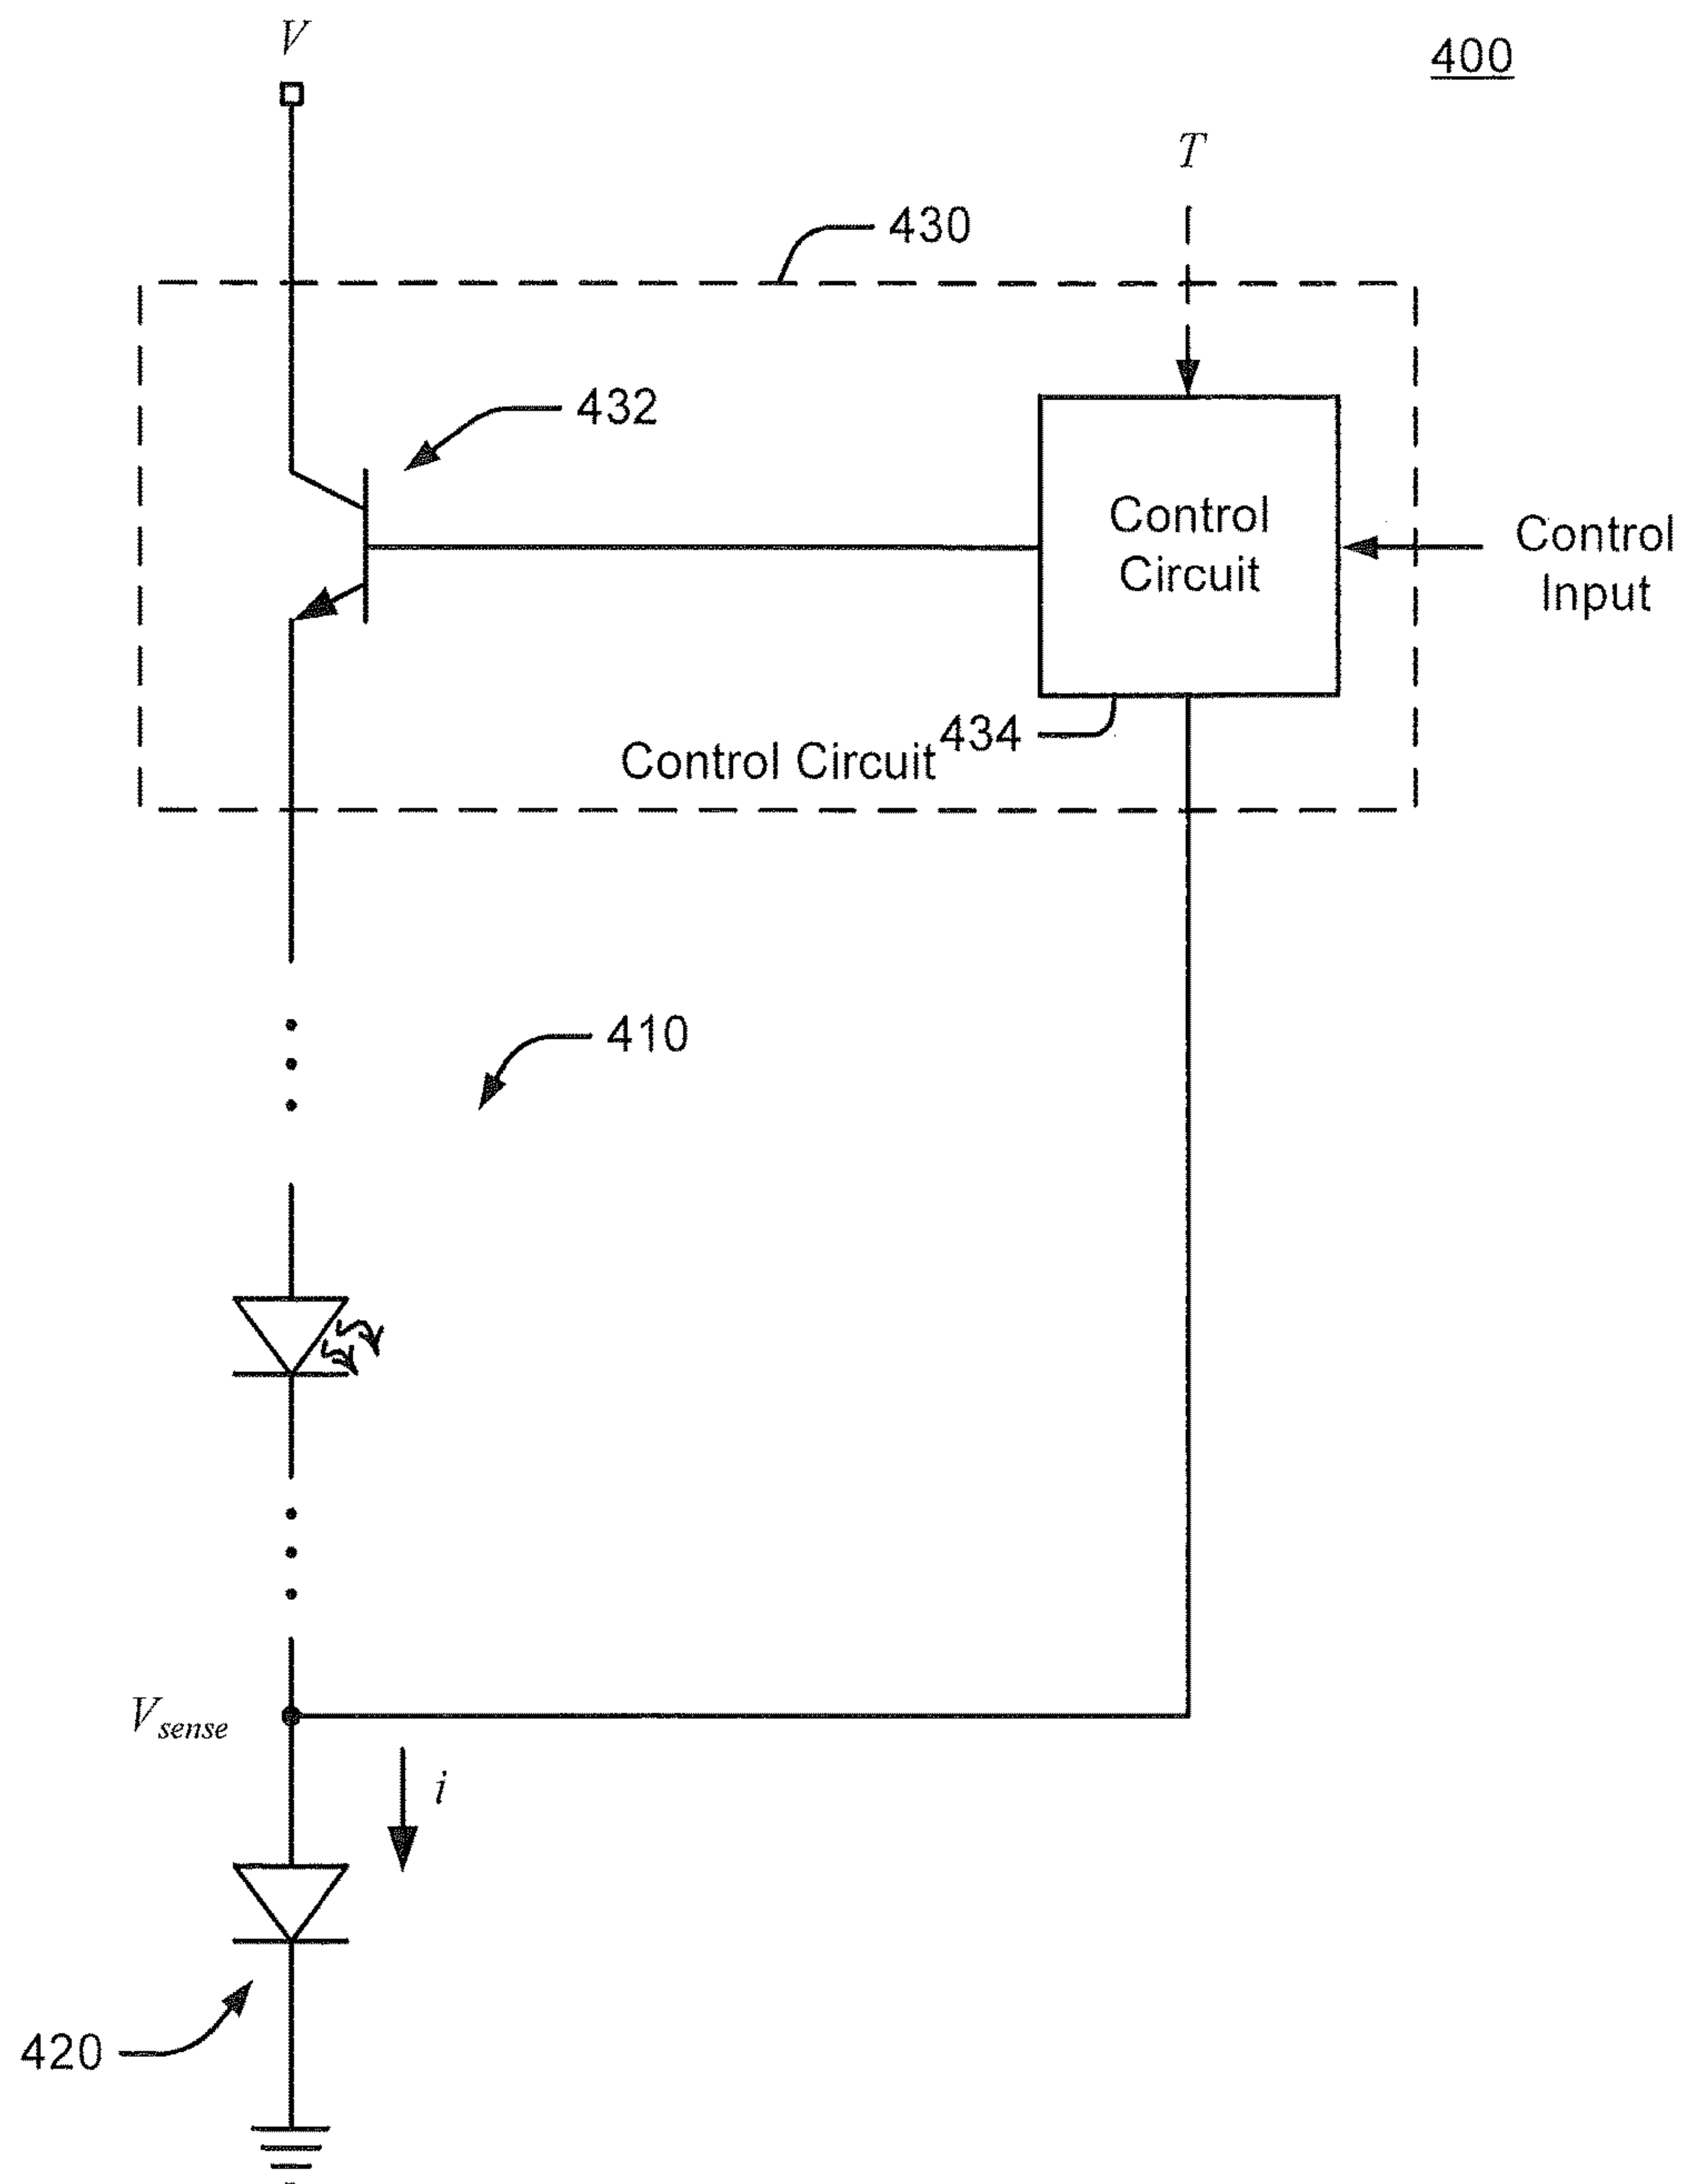 V
400
T
430
432
Control
Circuit
Control
Input
434
Control Circuit
410
Vsense
i
420